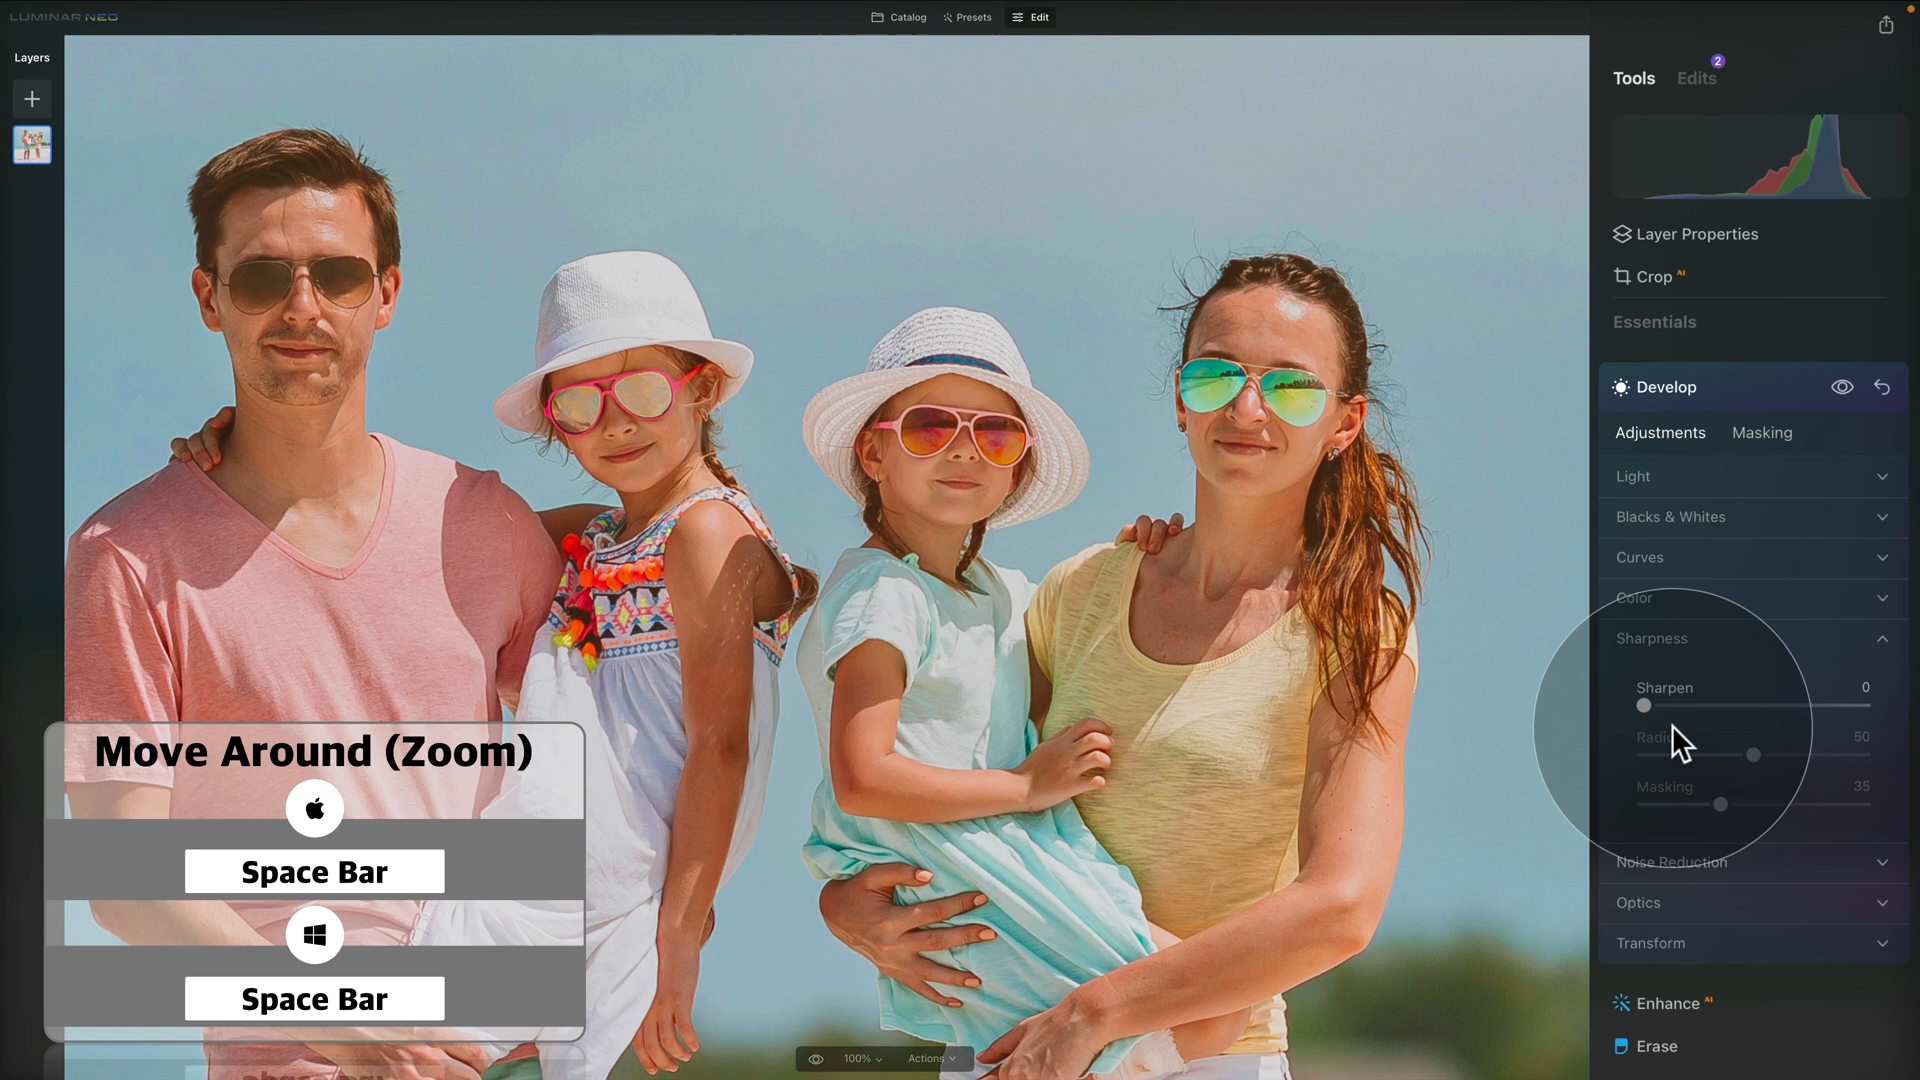 LUMINAR NEO
Catalog
Presets
Edit
Layers
Tools
Edits
2
Layer Properties
Crop AI
Essentials
Develop
Adjustments
Masking
Light
Blacks & Whites
Curves
Color
Sharpness
Sharpen 0
50
Masking 35
Noise Reduction
Optics
Transform
Enhance AI
Erase
Move Around (Zoom)
Space Bar
Space Bar
100%
Actions